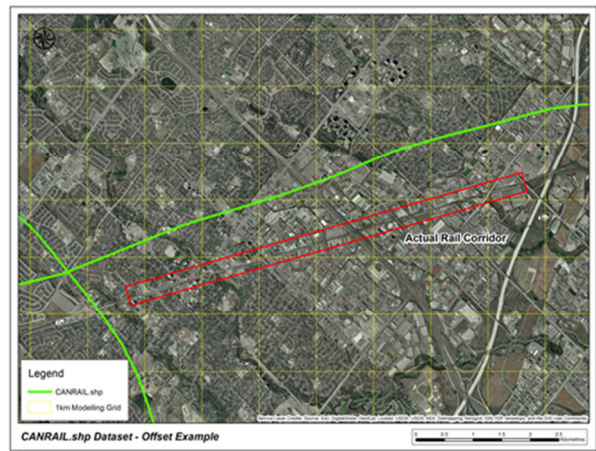 Actual Rail Corridor
Legend
CANRAIL.shp
1km Modelling Grid
CANRAIL.shp Dataset - Offset Example
0 0.5 1 1.5 2 2.5
Kilometres